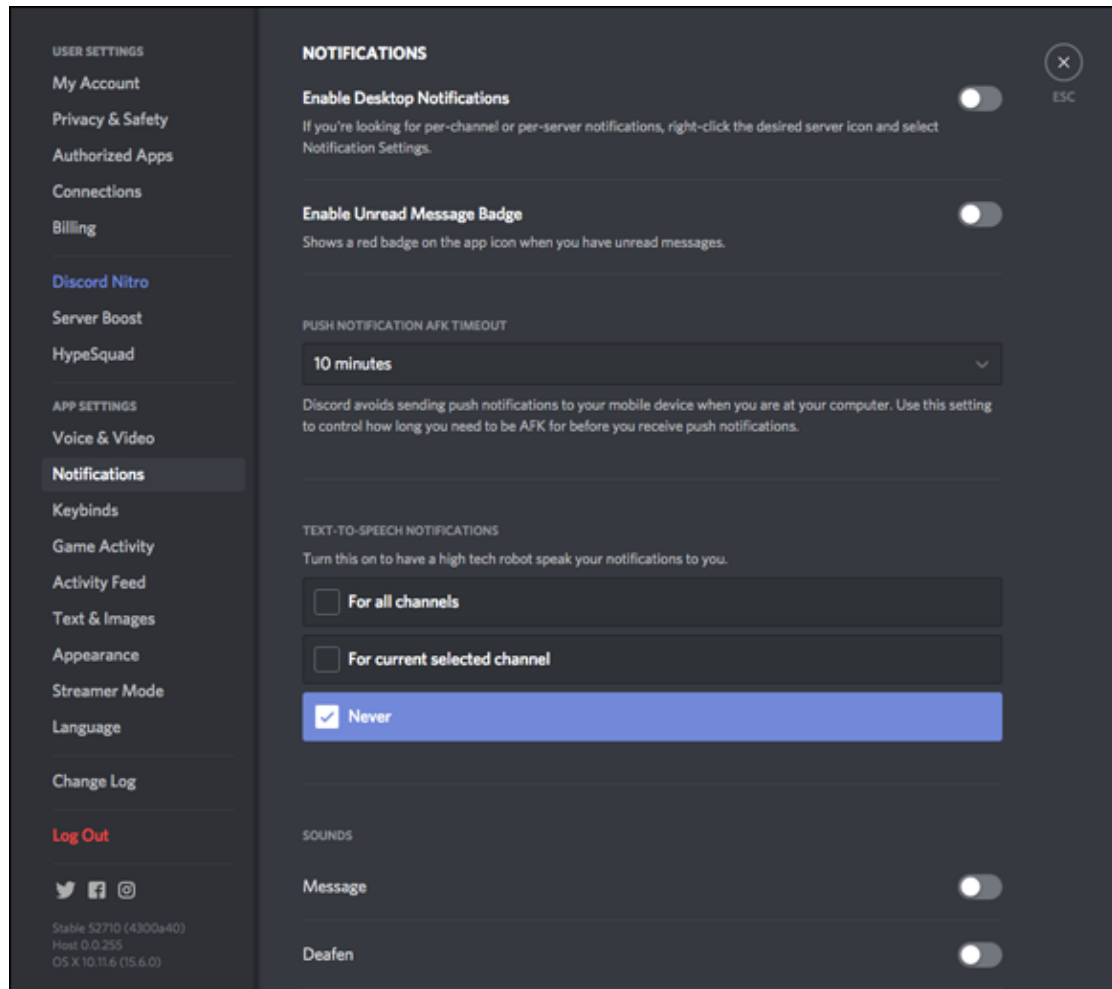 USER SETTINGS
My Account
Privacy & Safety
Authorized Apps
Connections
Billing
Discord Nitro
Server Boost
HypeSquad
APP SETTINGS
Voice & Video
Notifications
Keybinds
Game Activity
Activity Feed
Text & Images
Appearance
Streamer Mode
Language
Change Log
Log Out
Stable 52710 (4300a40)
Host 0.0.255
OS X 10.11.6 (15.6.0)
NOTIFICATIONS
Enable Desktop Notifications
If you're looking for per-channel or per-server notifications, right-click the desired server icon and select
Notification Settings.
Enable Unread Message Badge
Shows a red badge on the app icon when you have unread messages.
PUSH NOTIFICATION AFK TIMEOUT
10 minutes
Discord avoids sending push notifications to your mobile device when you are at your computer. Use this setting
to control how long you need to be AFK for before you receive push notifications.
TEXT-TO-SPEECH NOTIFICATIONS
Turn this on to have a high tech robot speak your notifications to you.
For all channels
For current selected channel
Never
SOUNDS
Message
Deafen
ESC